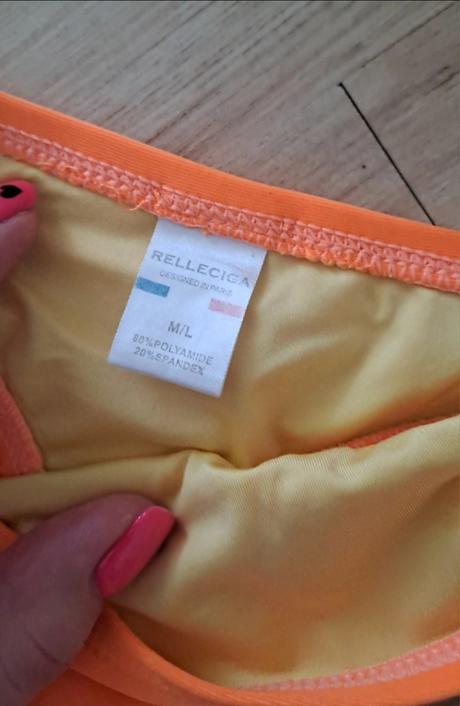 RELLECIGA
DESIGNED IN PARIS
M/L
80%POLYAMIDE
20%SPANDEX